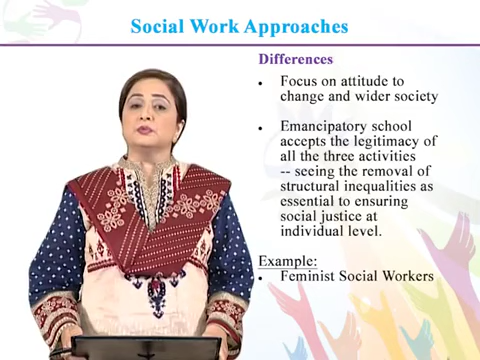 Social Work Approaches
Differences
• Focus on attitude to
change and wider society
• Emancipatory school
accepts the legitimacy of
all the three activities
-- seeing the removal of
structural inequalities as
essential to ensuring
social justice at
individual level.
Example:
• Feminist Social Workers